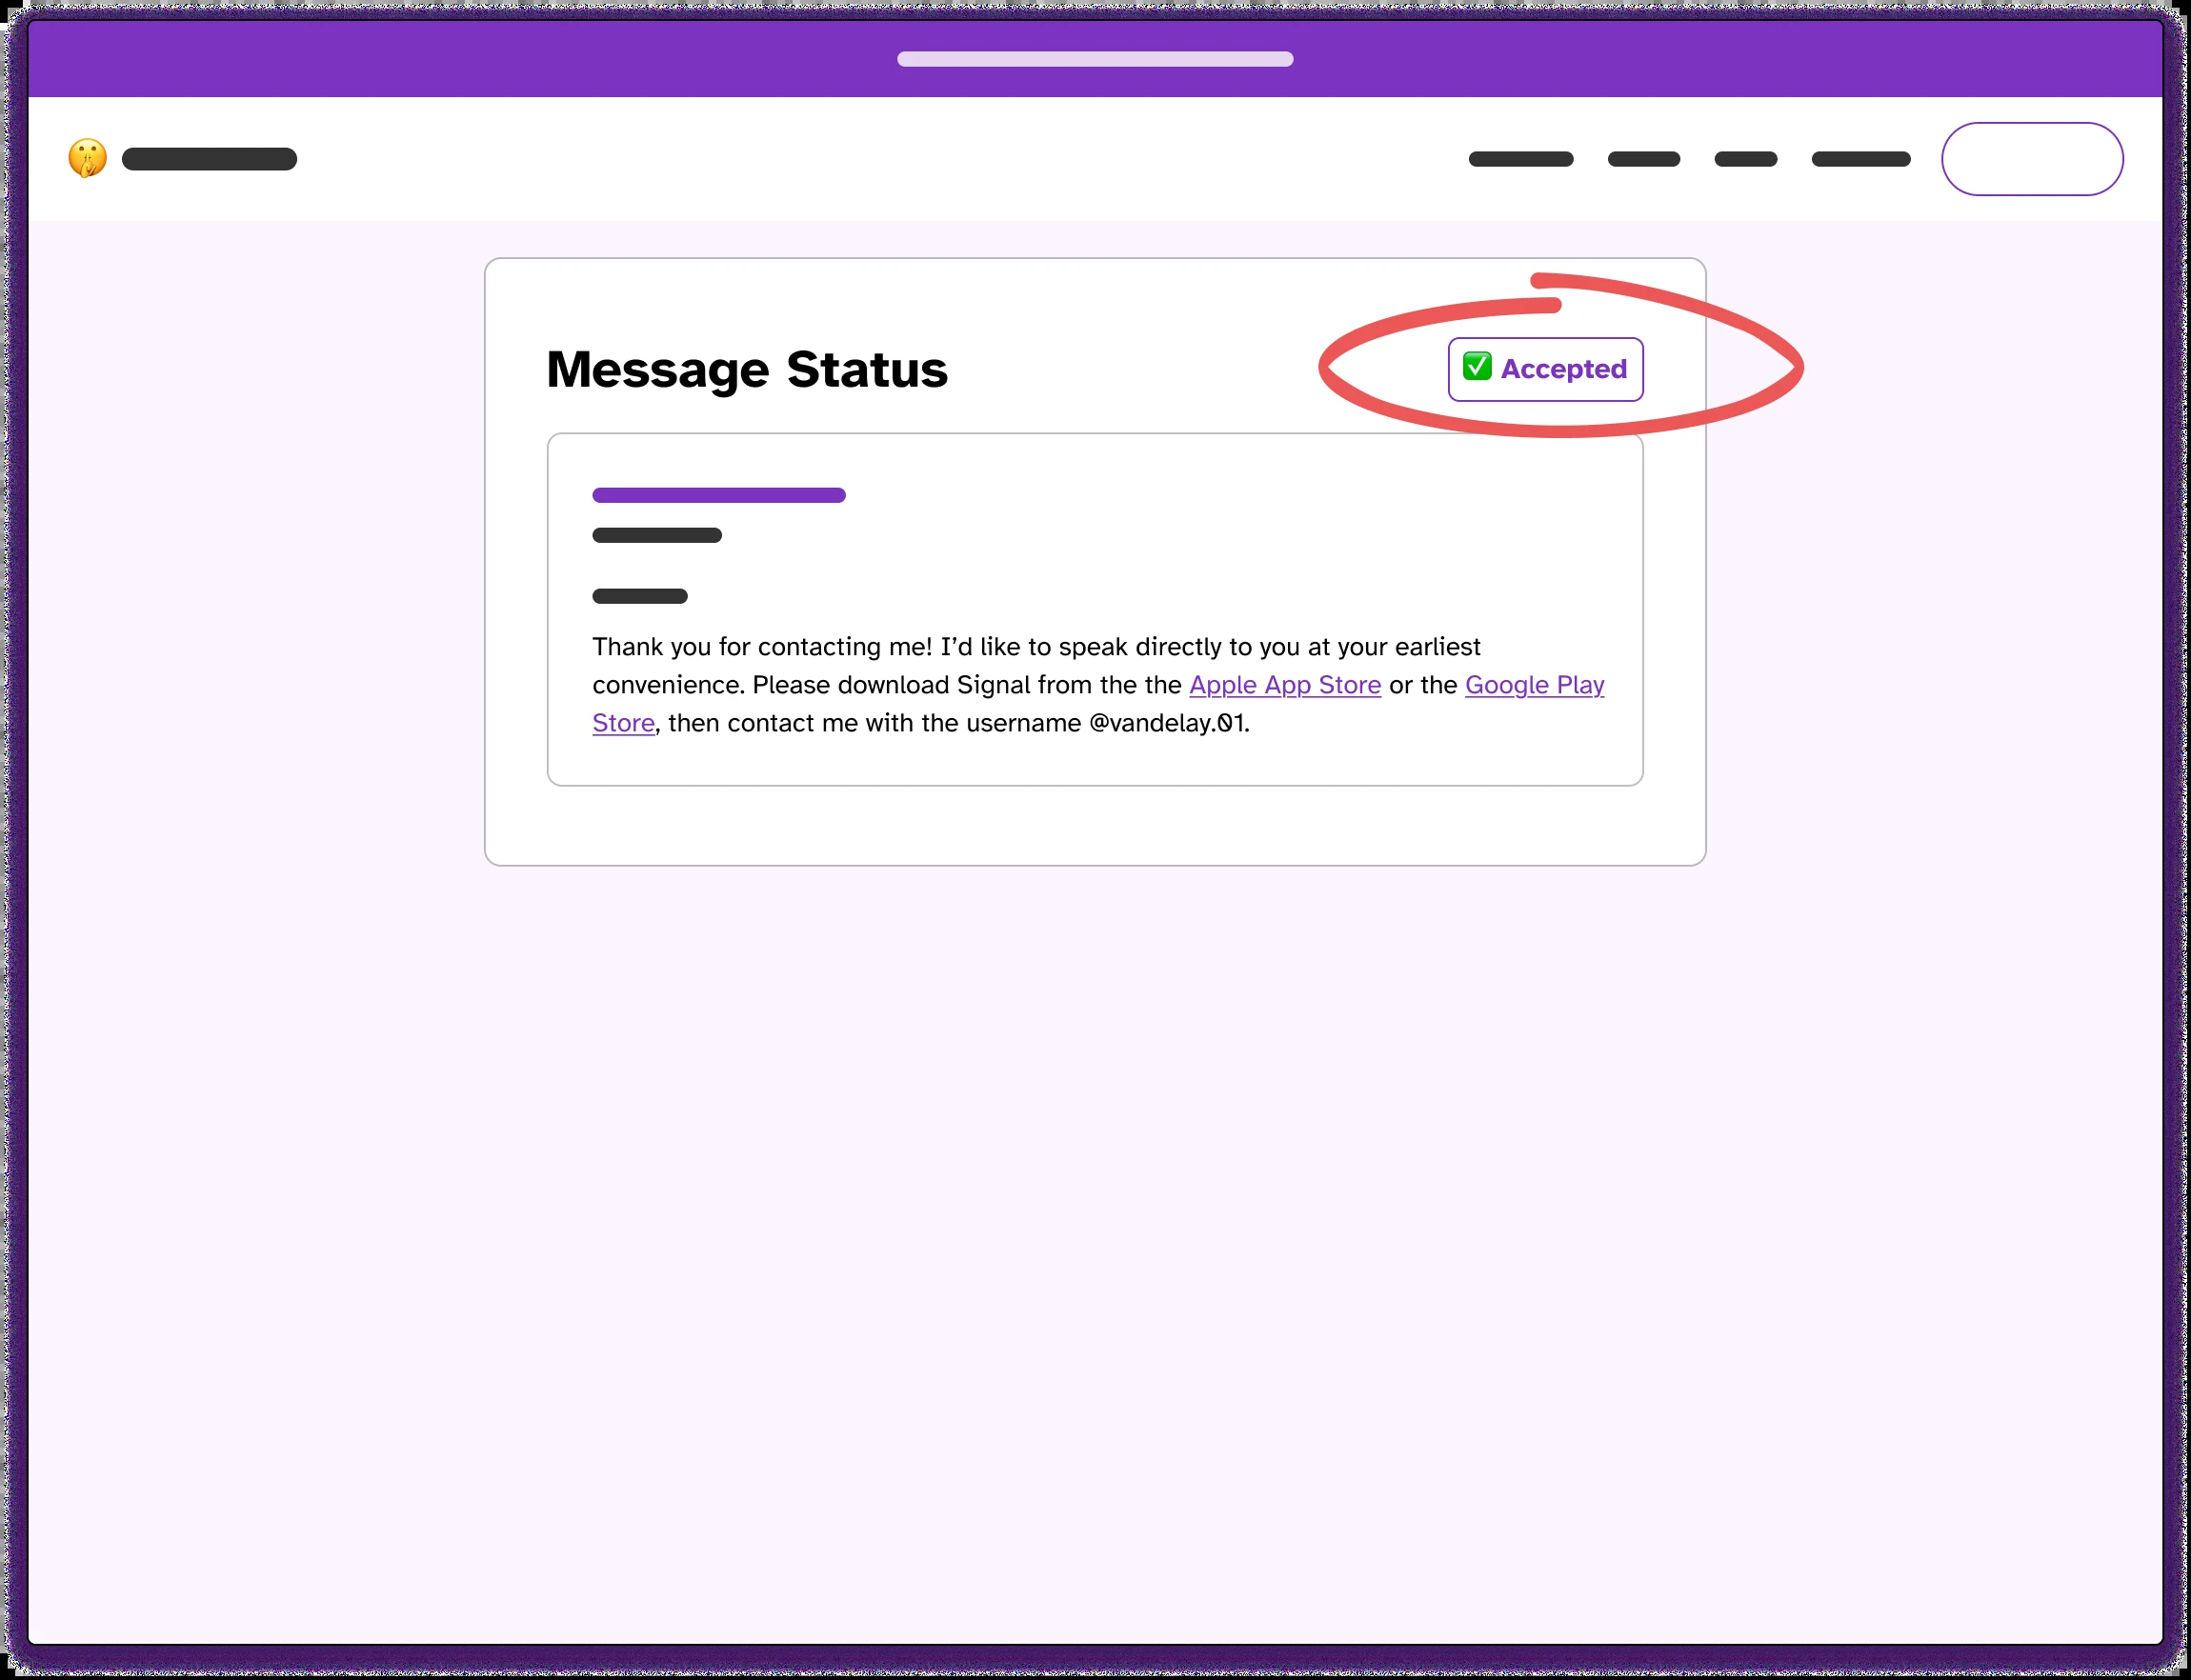 Message Status
✅ Accepted
Thank you for contacting me! I’d like to speak directly to you at your earliest
convenience. Please download Signal from the the Apple App Store or the Google Play
Store, then contact me with the username @vandelay.01.